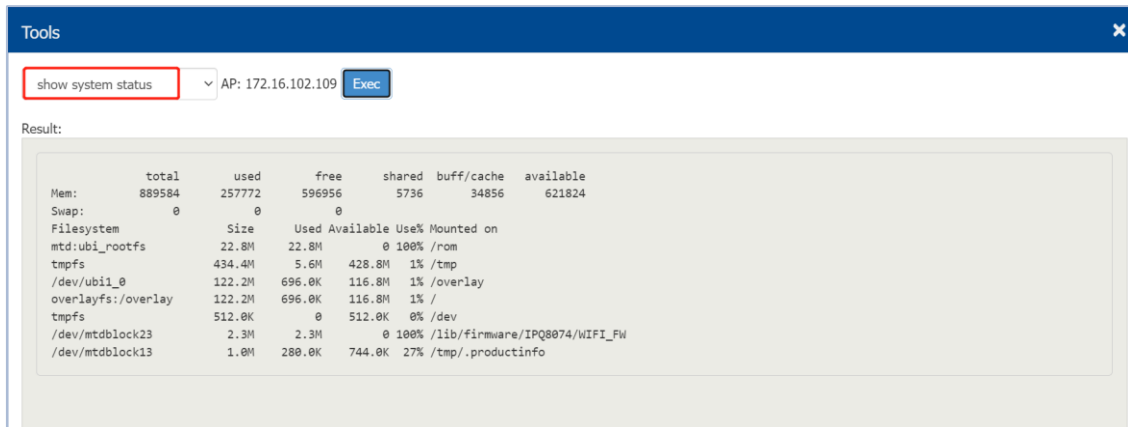 Tools
show system status AP: 172.16.102.109 Exec
Result:
total used free shared buff/cache available
Mem: 889584 257772 596956 5736 34856 621824
Swap: 0 0 0
Filesystem Size Used Available Use% Mounted on
mtd:ubi_rootfs 22.8M 22.8M 0 100% /rom
tmpfs 434.4M 5.6M 428.8M 1% /tmp
/dev/ubi1_0 122.2M 696.0K 116.8M 1% /overlay
overlayfs:/overlay 122.2M 696.0K 116.8M 1% /
tmpfs 512.0K 0 512.0K 0% /dev
/dev/mtdblock23 2.3M 2.3M 0 100% /lib/firmware/IPQ8074/WIFI_FW
/dev/mtdblock13 1.0M 280.0K 744.0K 27% /tmp/.productinfo